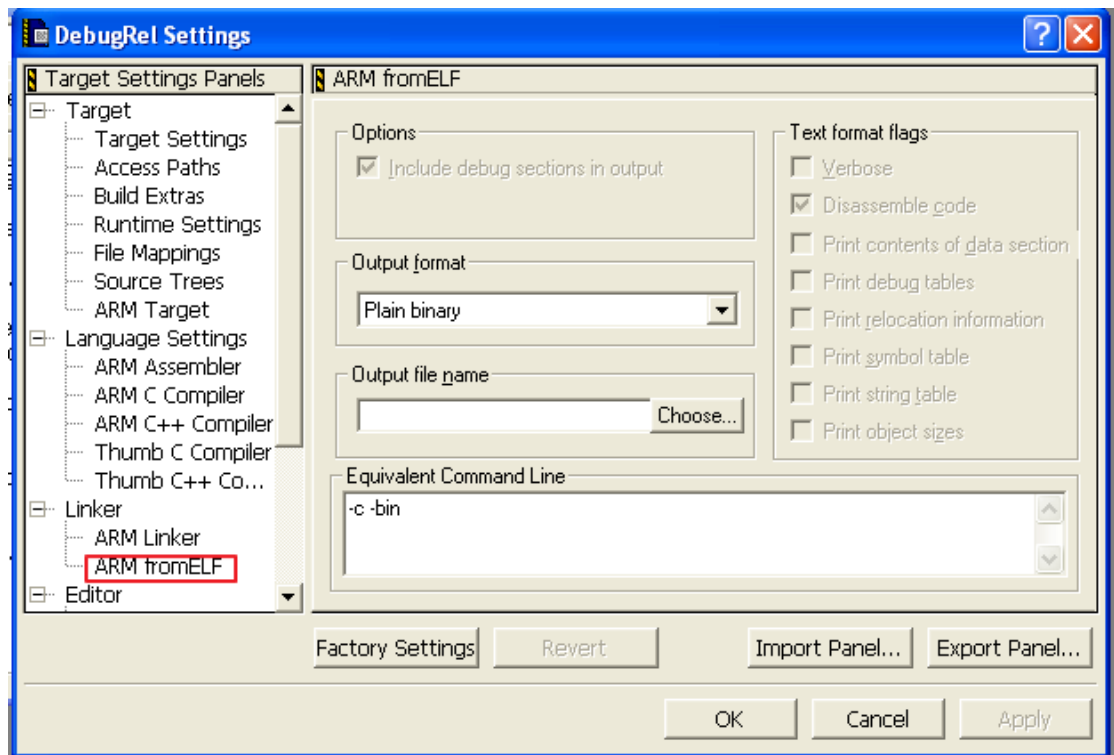 DebugRel Settings
Target Settings Panels
Target
Target Settings
Access Paths
Build Extras
Runtime Settings
File Mappings
Source Trees
ARM Target
Language Settings
ARM Assembler
ARM C Compiler
ARM C++ Compiler
Thumb C Compiler
Thumb C++ Co...
Linker
ARM Linker
ARM fromELF
Editor
ARM fromELF
Options
Include debug sections in output
Output format
Plain binary
Output file name
Choose...
Text format flags
Verbose
Disassemble code
Print contents of data section
Print debug tables
Print relocation information
Print symbol table
Print string table
Print object sizes
Equivalent Command Line
-c -bin
Factory Settings
Revert
Import Panel...
Export Panel...
OK
Cancel
Apply